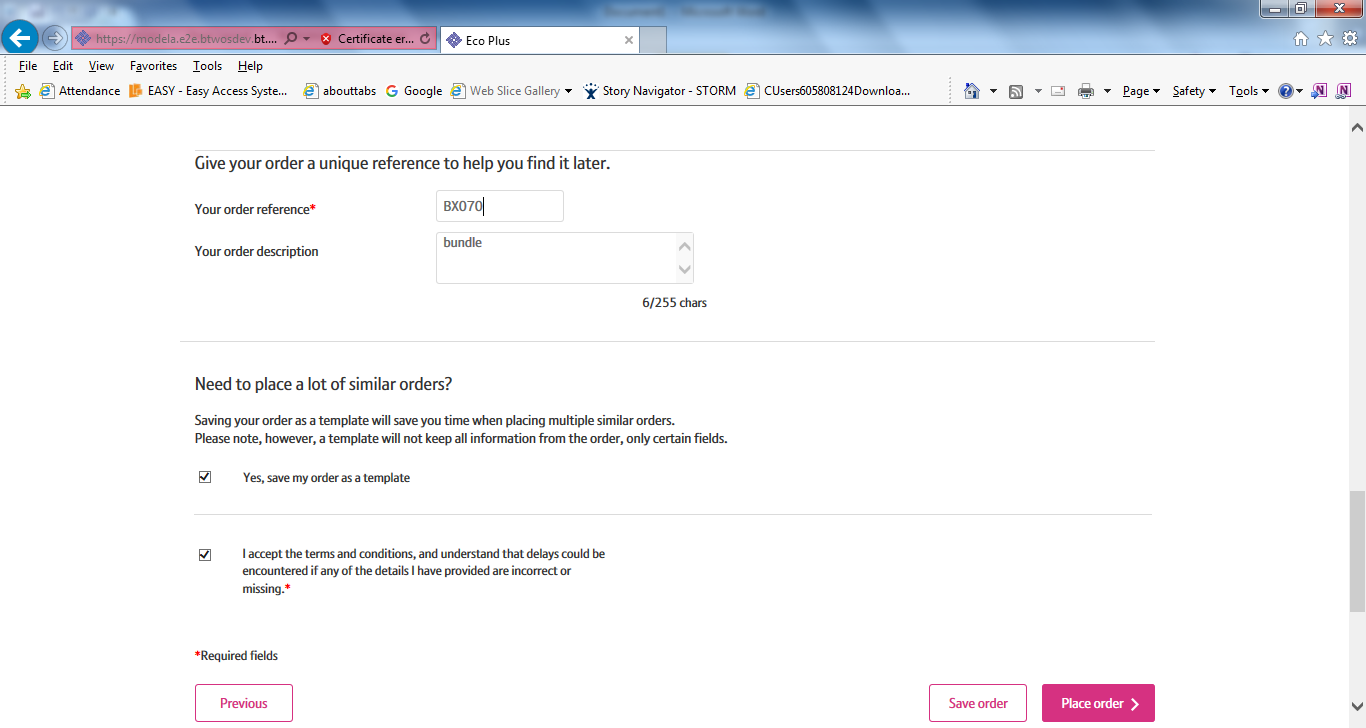 https://modela.e2e.btwosdev.bt....
Certificate er...
Eco Plus
File Edit View Favorites Tools Help
Attendance EASY - Easy Access Syste... abouttabs Google Web Slice Gallery Story Navigator - STORM CUsers605808124Downloa... Page Safety Tools
Give your order a unique reference to help you find it later.
Your order reference* BX070
Your order description bundle
6/255 chars
Need to place a lot of similar orders?
Saving your order as a template will save you time when placing multiple similar orders.
Please note, however, a template will not keep all information from the order, only certain fields.
Yes, save my order as a template
I accept the terms and conditions, and understand that delays could be
encountered if any of the details I have provided are incorrect or
missing.*
*Required fields
Previous Save order Place order